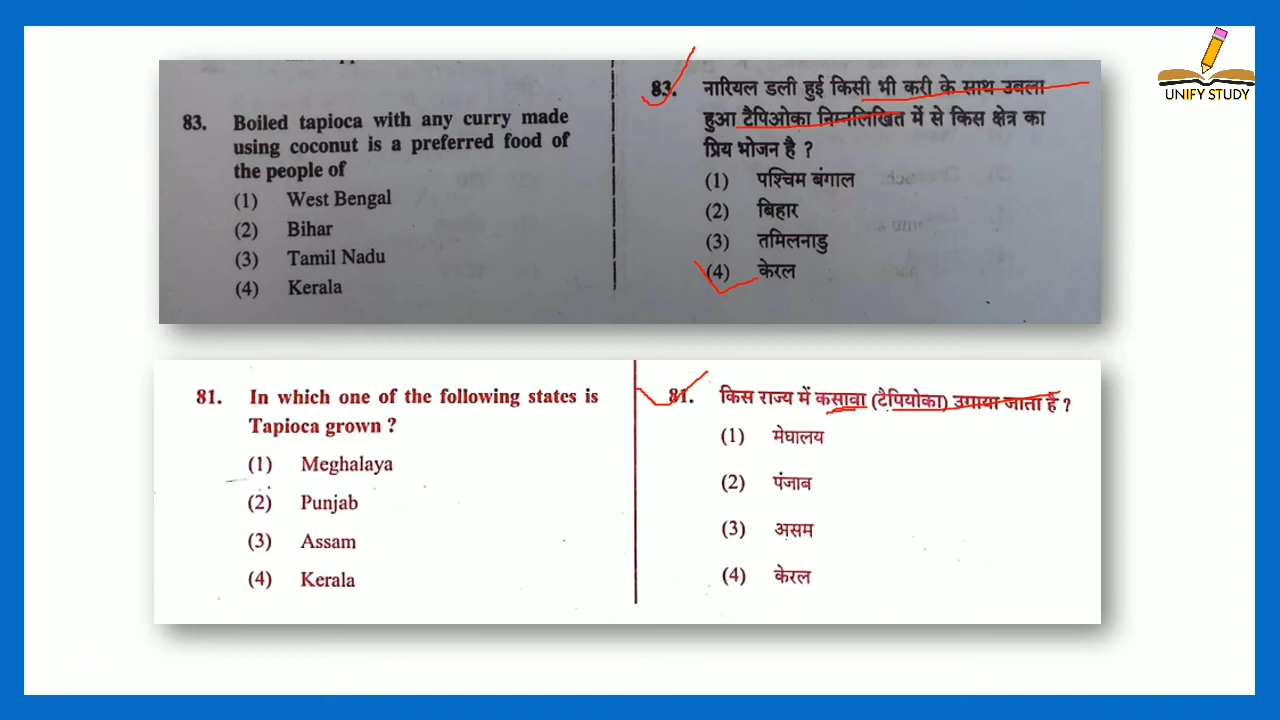 UNIFY STUDY
83. Boiled tapioca with any curry made
using coconut is a preferred food of
the people of
(1) West Bengal
(2) Bihar
(3) Tamil Nadu
(4) Kerala
83. नारियल डली हुई किसी भी करी के साथ उबला
हुआ टैपिओका निम्नलिखित में से किस क्षेत्र का
प्रिय भोजन है ?
(1) पश्चिम बंगाल
(2) बिहार
(3) तमिलनाडु
(4) केरल
81. In which one of the following states is
Tapioca grown ?
(1) Meghalaya
(2) Punjab
(3) Assam
(4) Kerala
81. किस राज्य में कसावा (टैपियोका) उगाया जाता है ?
(1) मेघालय
(2) पंजाब
(3) असम
(4) केरल